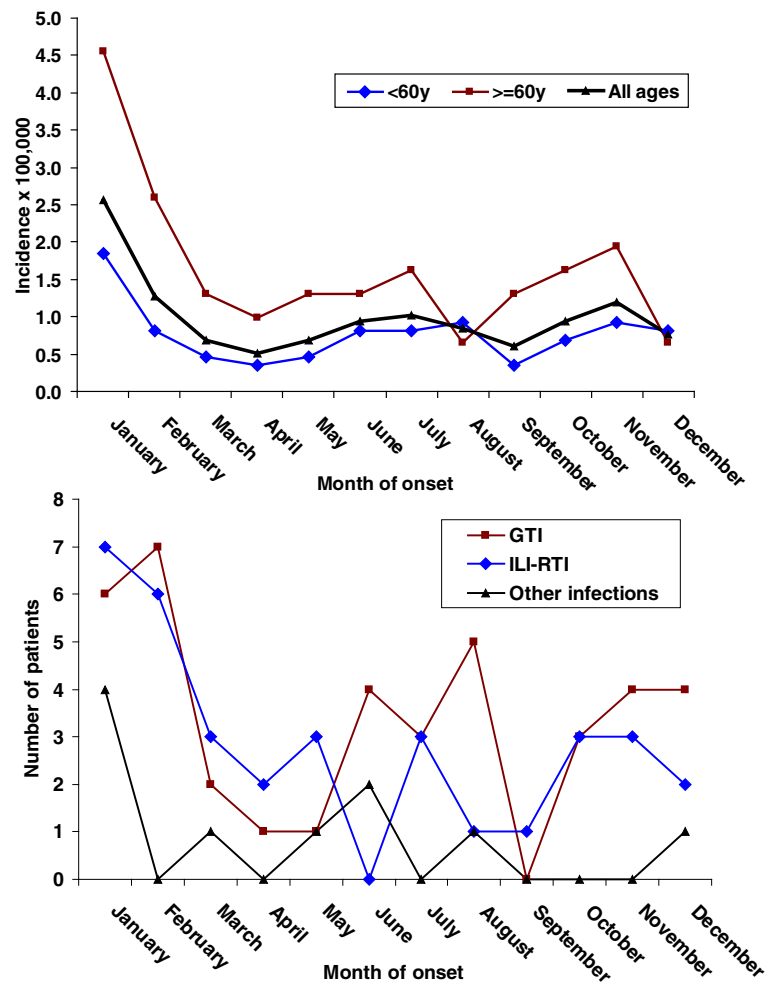 5.0
4.5
4.0
3.5
3.0
2.5
2.0
1.5
1.0
0.5
0.0
Incidence x 100,000
<60y >=60y All ages
January February March April May June July August September October November December
Month of onset
8
7
6
5
4
3
2
1
0
Number of patients
GTI
ILI-RTI
Other infections
January February March April May June July August September October November December
Month of onset